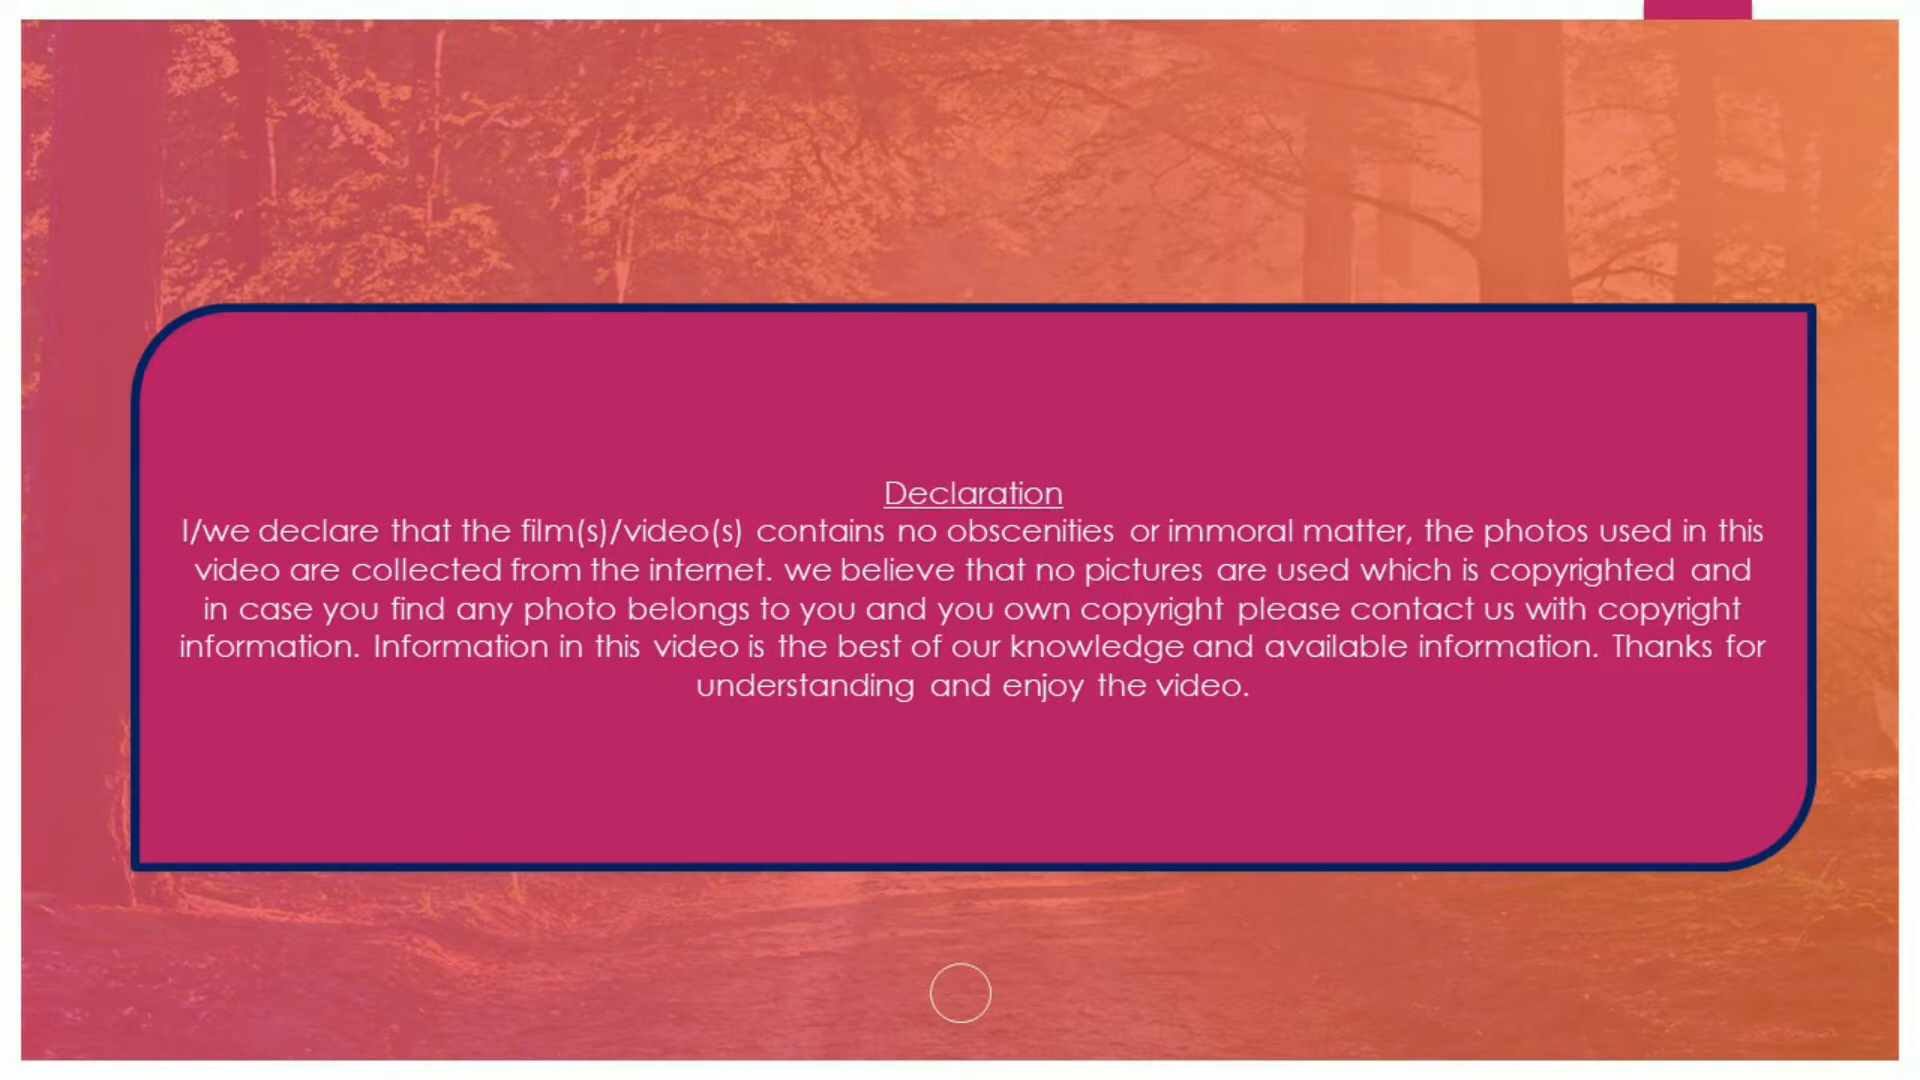 Declaration
I/we declare that the film(s)/video(s) contains no obscenities or immoral matter, the photos used in this
video are collected from the internet. we believe that no pictures are used which is copyrighted and
in case you find any photo belongs to you and you own copyright please contact us with copyright
information. Information in this video is the best of our knowledge and available information. Thanks for
understanding and enjoy the video.